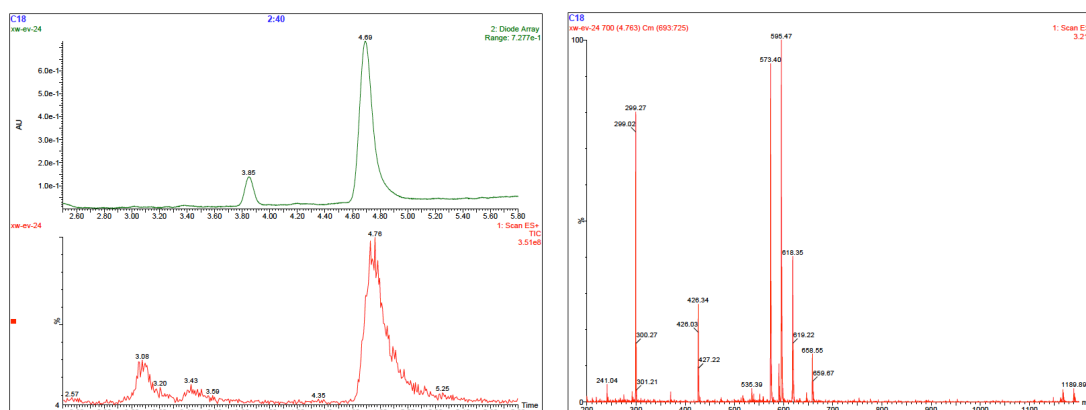 C18
2:40
xw-ev-24
2: Diode Array
Range: 7.277e-1
4.69
6.0e-1
5.0e-1
4.0e-1
AU
3.0e-1
2.0e-1
1.0e-1
3.85
2.60 2.80 3.00 3.20 3.40 3.60 3.80 4.00 4.20 4.40 4.60 4.80 5.00 5.20 5.40 5.60 5.80
xw-ev-24
1: Scan ES+
TIC
3.51e8
4.76
%
3.08
3.20
3.43
3.59
2.57
4.35
5.25
4
Time
C18
xw-ev-24 700 (4.763) Cm (693:725)
1: Scan ES
3.21
100
595.47
573.40
299.27
299.02
%
618.35
426.34
426.03
619.22
300.27
427.22
658.55
659.67
301.21
241.04
535.39
1189.89
0
200 300 400 500 600 700 800 900 1000 1100